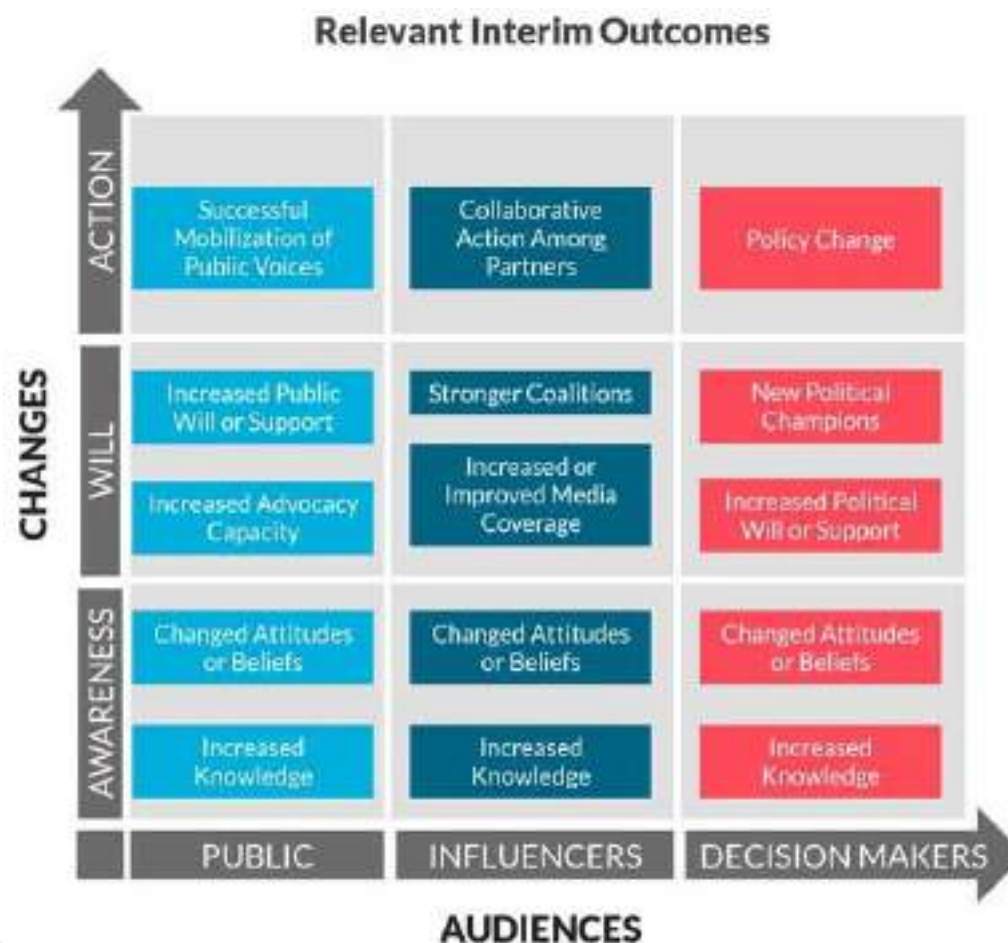 Relevant Interim Outcomes
ACTION
Successful
Mobilization of
Public Voices
Collaborative
Action Among
Partners
Policy Change
CHANGES
WILL
Increased Public
Will or Support
Increased Advocacy
Capacity
Stronger Coalitions
Increased or
Improved Media
Coverage
New Political
Champions
Increased Political
Will or Support
AWARENESS
Changed Attitudes
or Beliefs
Increased
Knowledge
Changed Attitudes
or Beliefs
Increased
Knowledge
Changed Attitudes
or Beliefs
Increased
Knowledge
PUBLIC
INFLUENCERS
DECISION MAKERS
AUDIENCES